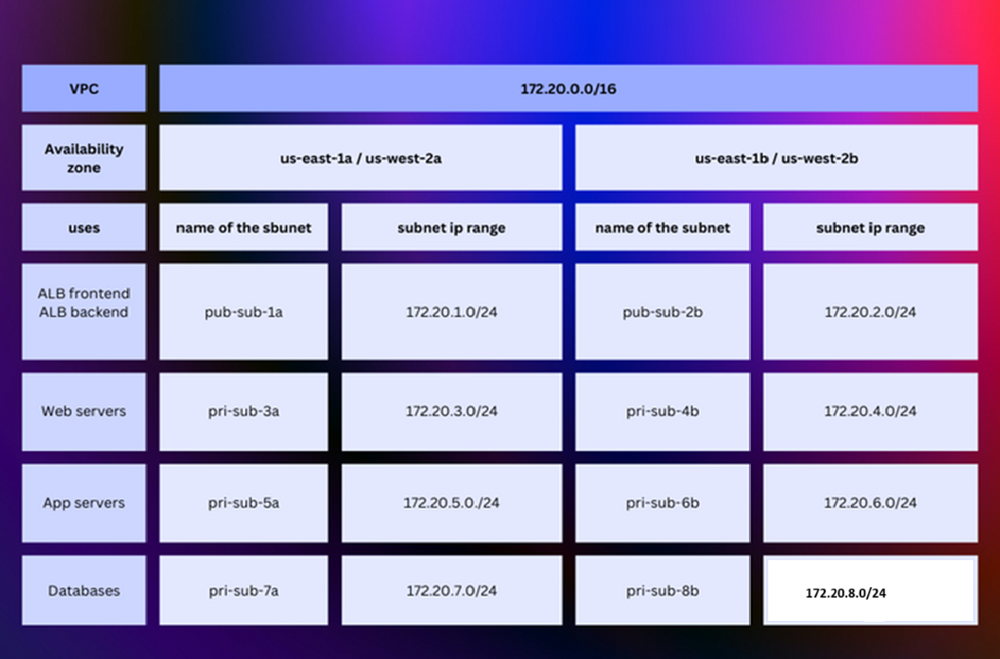 VPC
172.20.0.0/16
Availability
zone
us-east-1a / us-west-2a
us-east-1b / us-west-2b
uses
name of the sbunet
subnet ip range
name of the subnet
subnet ip range
ALB frontend
ALB backend
pub-sub-1a
172.20.1.0/24
pub-sub-2b
172.20.2.0/24
Web servers
pri-sub-3a
172.20.3.0/24
pri-sub-4b
172.20.4.0/24
App servers
pri-sub-5a
172.20.5.0./24
pri-sub-6b
172.20.6.0/24
Databases
pri-sub-7a
172.20.7.0/24
pri-sub-8b
172.20.8.0/24